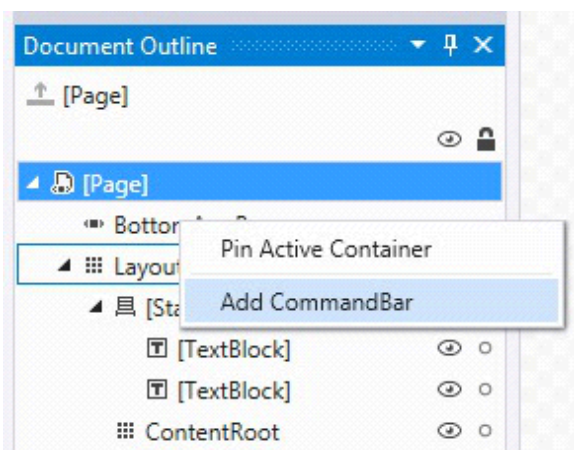 Document Outline
[Page]
[Page]
Pin Active Container
Add CommandBar
[TextBlock]
[TextBlock]
ContentRoot